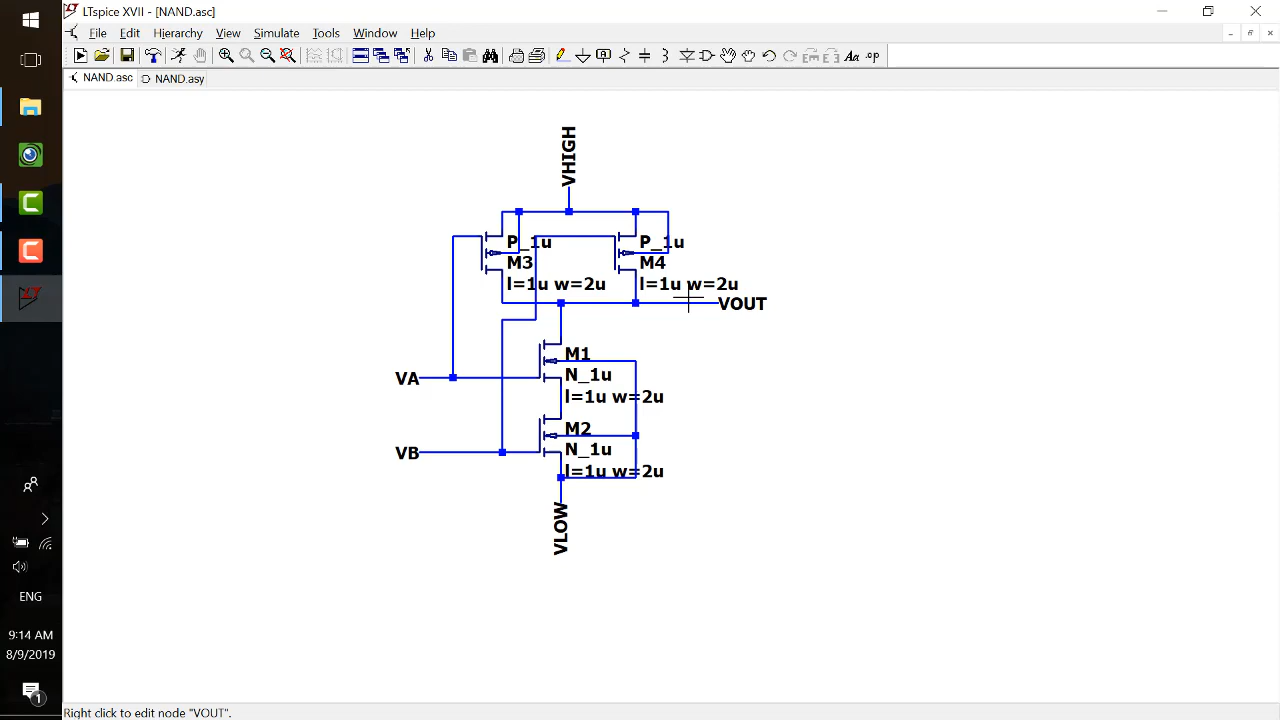 LTspice XVII - [NAND.asc]
File Edit Hierarchy View Simulate Tools Window Help
NAND.asc NAND.asy
VHIGH
P_1u P_1u
M3 M4
l=1u w=2u l=1u w=2u
VOUT
M1
VA N_1u
l=1u w=2u
M2
VB N_1u
l=1u w=2u
VLOW
ENG
9:14 AM
8/9/2019
1
Right click to edit node "VOUT".